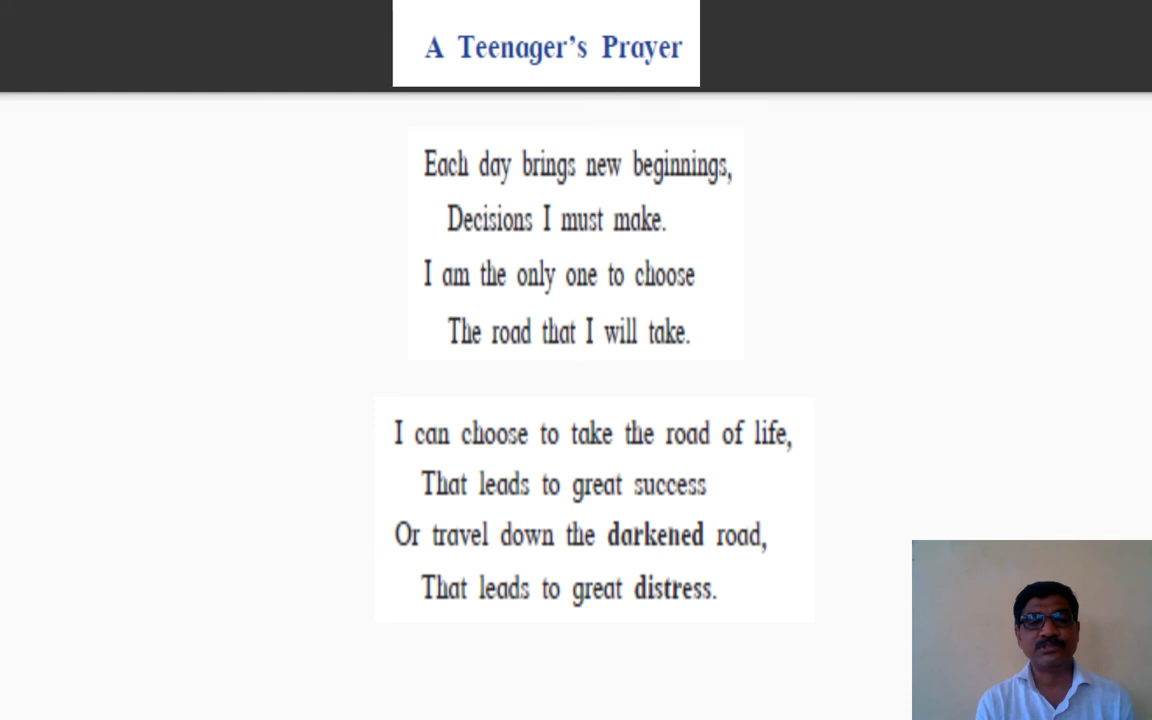 A Teenager's Prayer
Each day brings new beginnings,
Decisions I must make.
I am the only one to choose
The road that I will take.
I can choose to take the road of life,
That leads to great success
Or travel down the darkened road,
That leads to great distress.